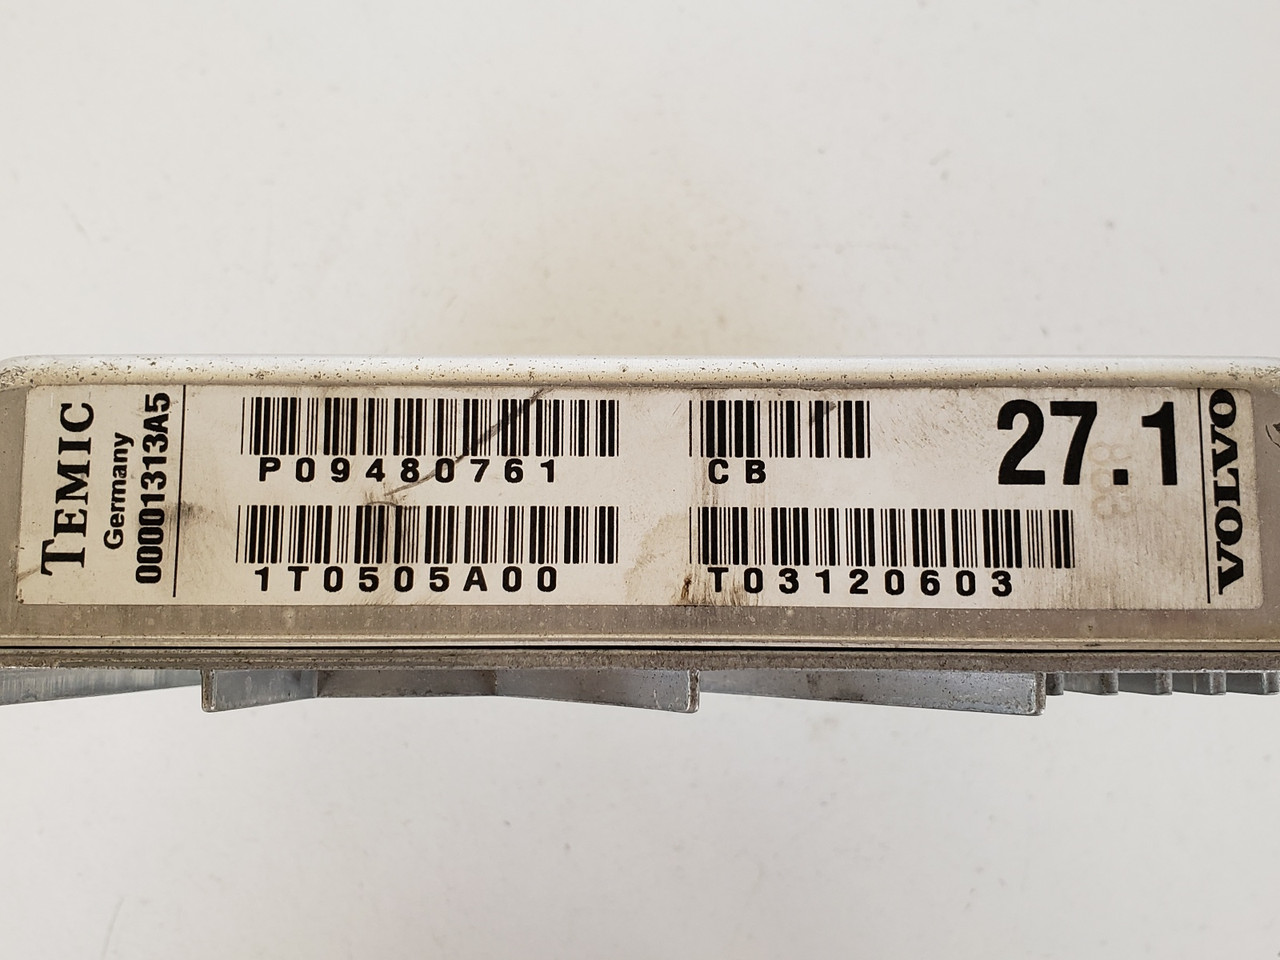 TEMIC
Germany
00001313A5
P09480761
CB
27.1
1T0505A00
T03120603
VOLVO